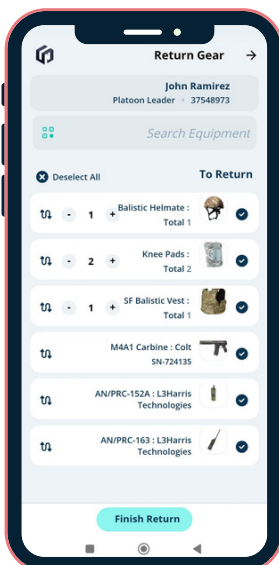 Return Gear
John Ramirez
Platoon Leader • 37548973
Search Equipment
Deselect All
To Return
- 1 +
Balistic Helmate :
Total 1
- 2 +
Knee Pads :
Total 2
- 1 +
SF Balistic Vest :
Total 1
M4A1 Carbine : Colt
SN-724135
AN/PRC-152A : L3Harris
Technologies
AN/PRC-163 : L3Harris
Technologies
Finish Return